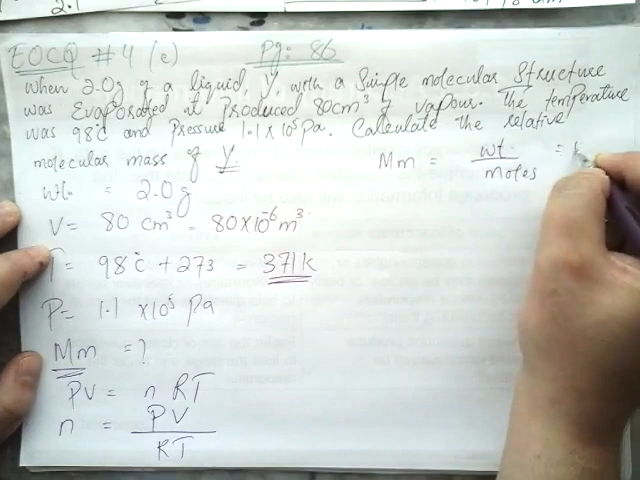 2.1
EOCQ #4 (e) Pg: 86
When 2.0g of a liquid, Y, with a Simple molecular Structure
was Evaporated it Produced 80cm³ of vapour. The temperature
was 98°C and Pressure 1.1 x 10⁵ Pa. Calculate the relative
molecular mass of Y.
Mm = wt. / moles =
wt. = 2.0g
V = 80 cm³ = 80x10⁻⁶ m³
T = 98°C + 273 = 371K
P = 1.1 x10⁵ Pa
Mm = ?
PV = n RT
n = PV / RT